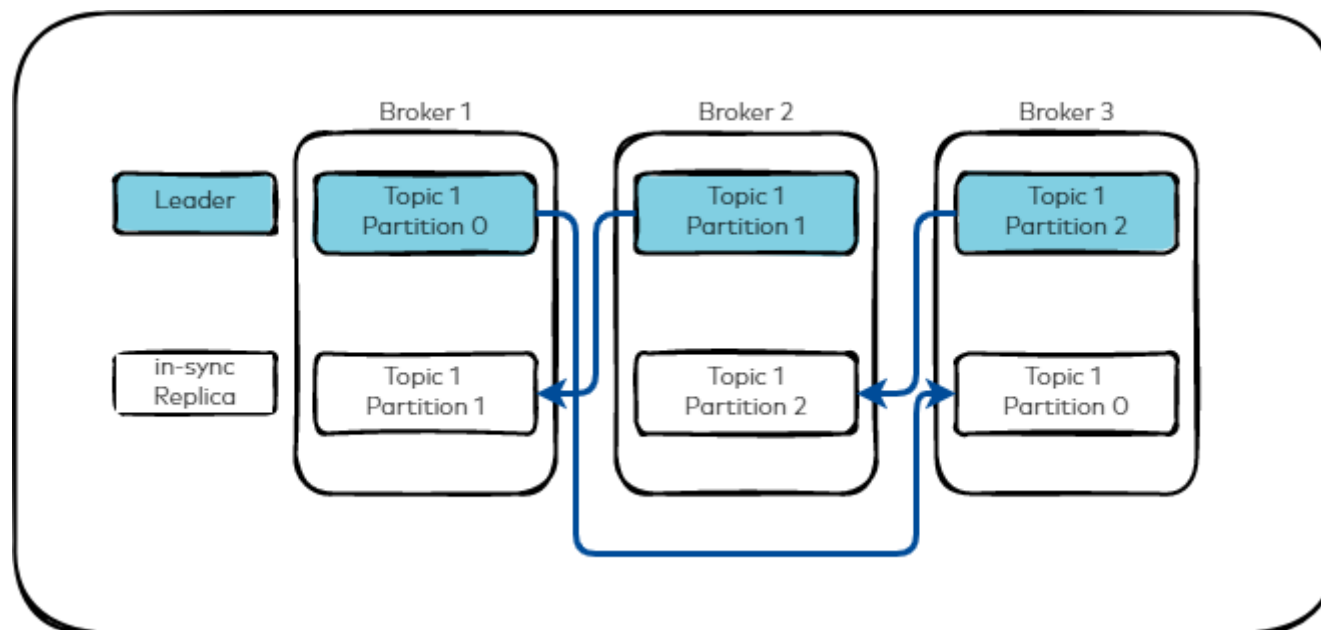 Broker 1
Broker 2
Broker 3
Leader
Topic 1
Partition 0
Topic 1
Partition 1
Topic 1
Partition 2
in-sync
Replica
Topic 1
Partition 1
Topic 1
Partition 2
Topic 1
Partition 0